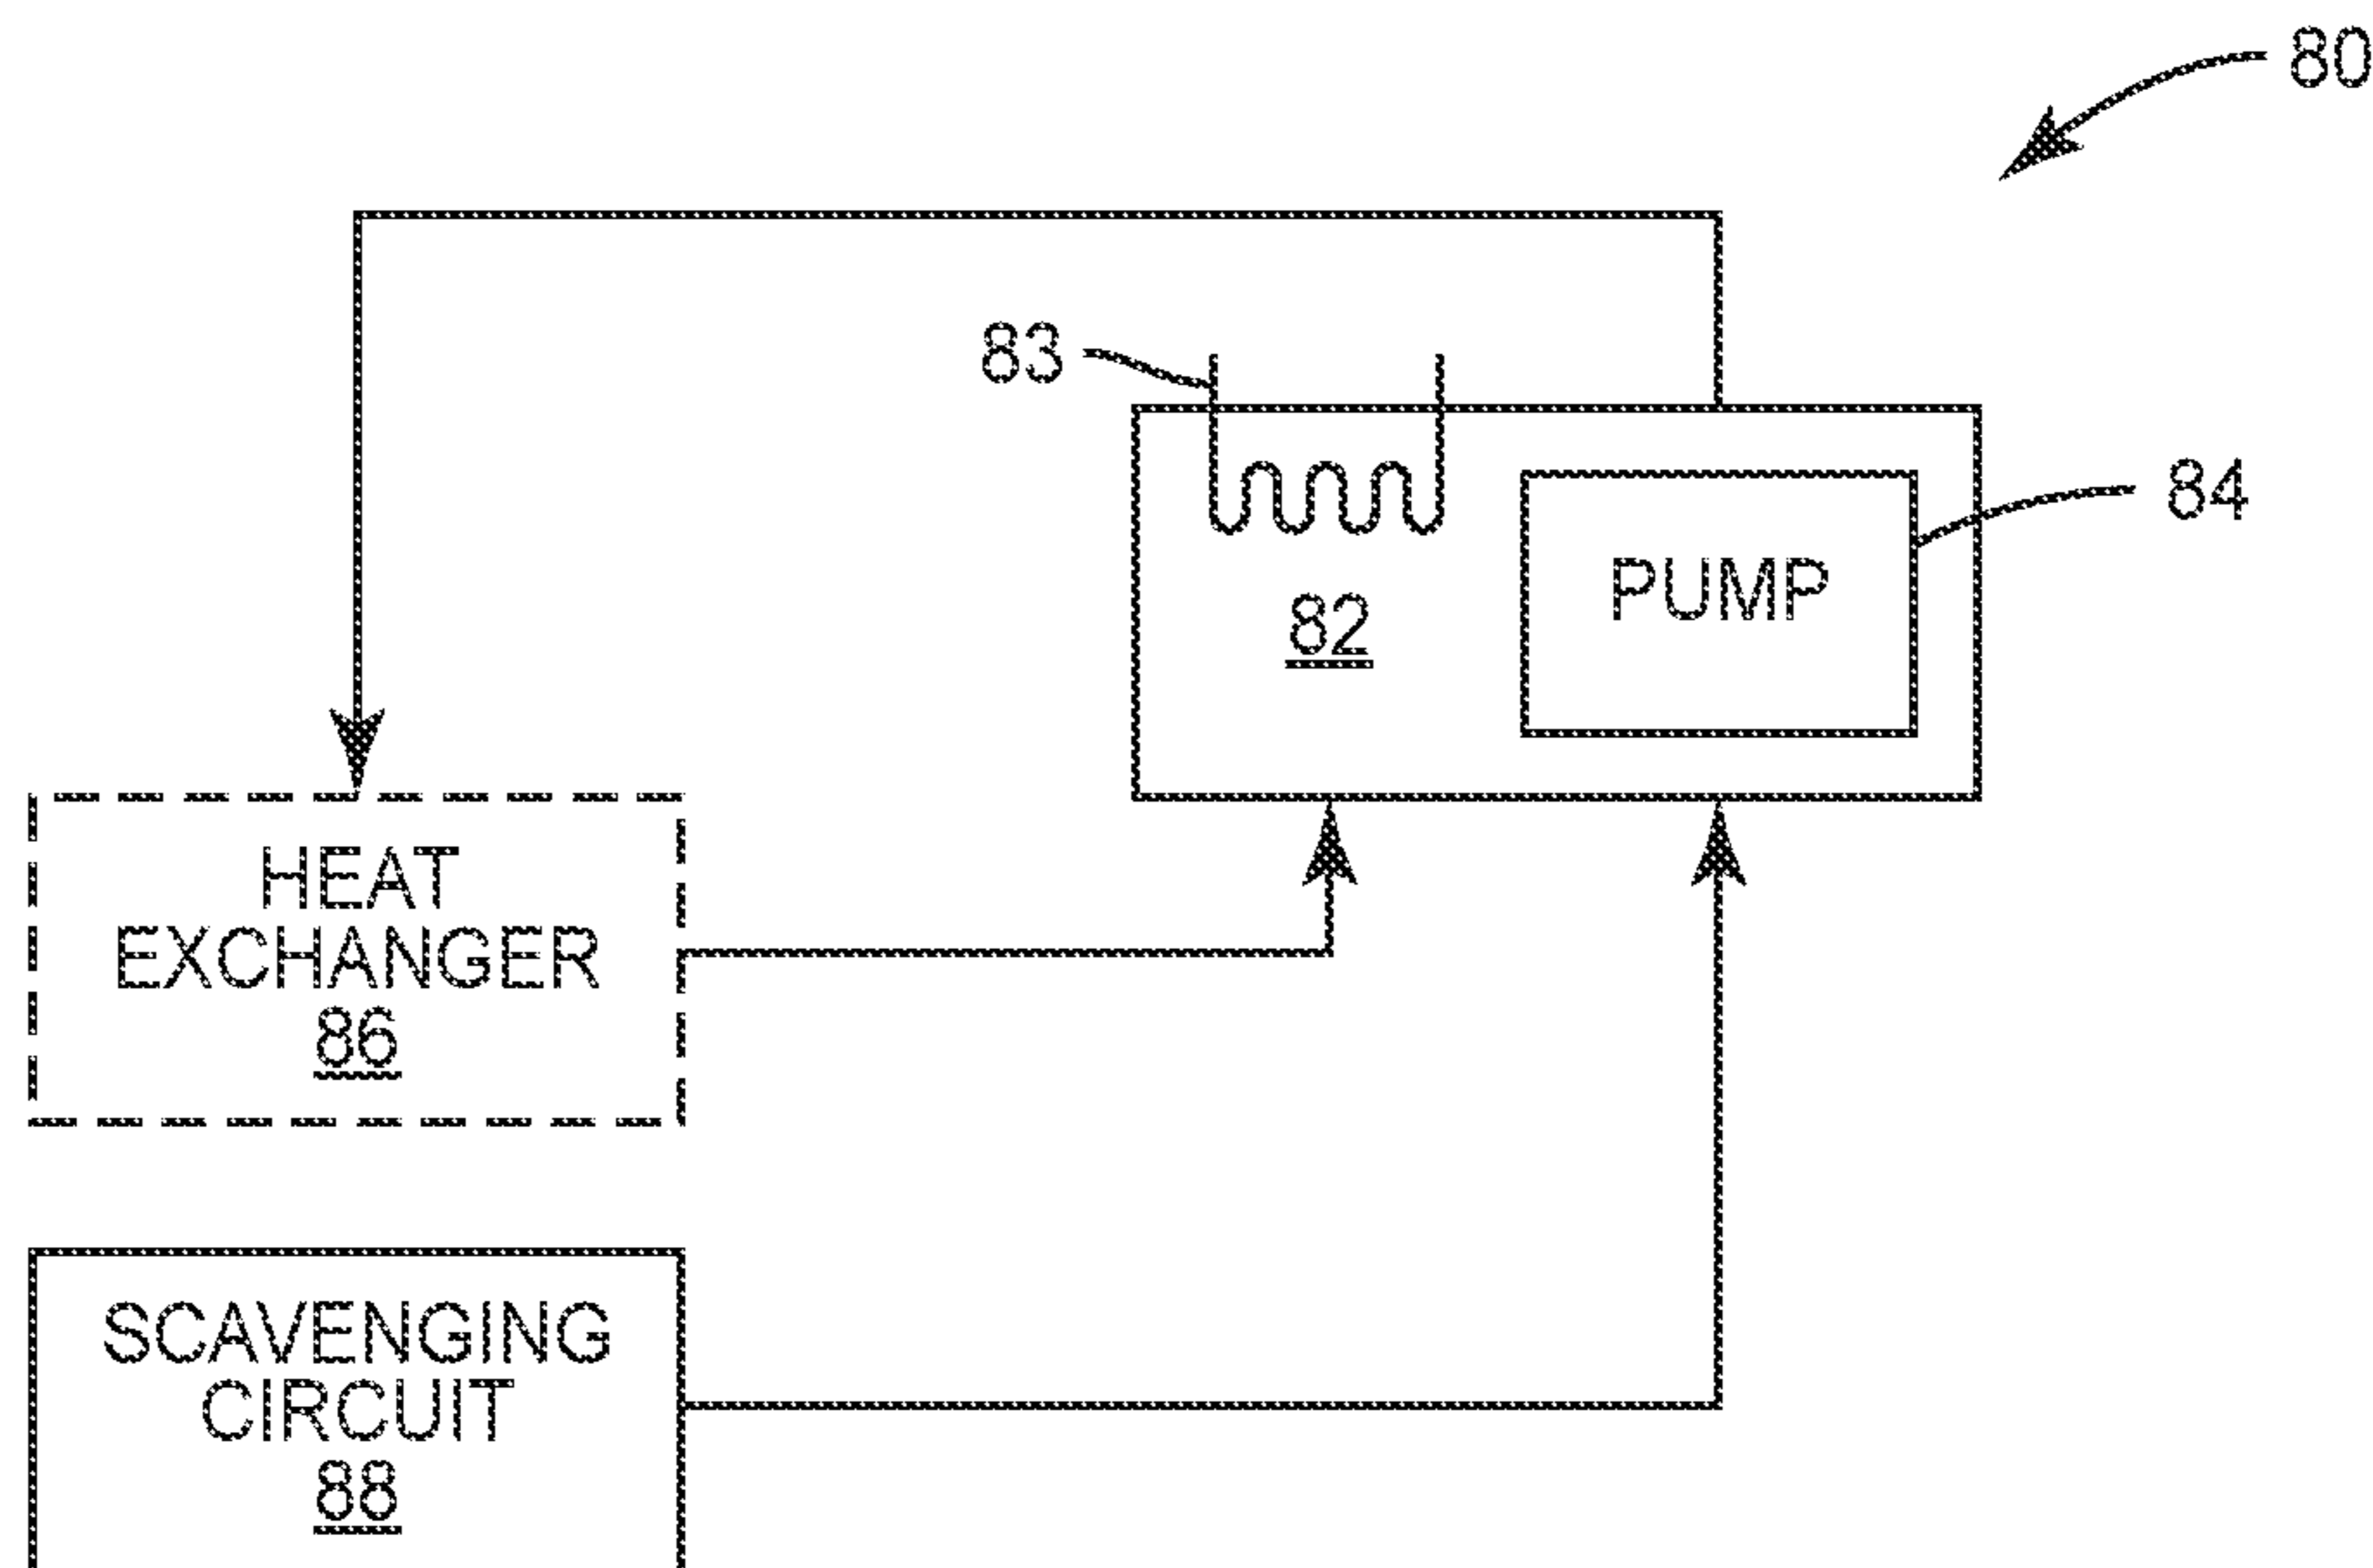 80
83
84
PUMP
82
HEAT
EXCHANGER
86
SCAVENGING
CIRCUIT
88